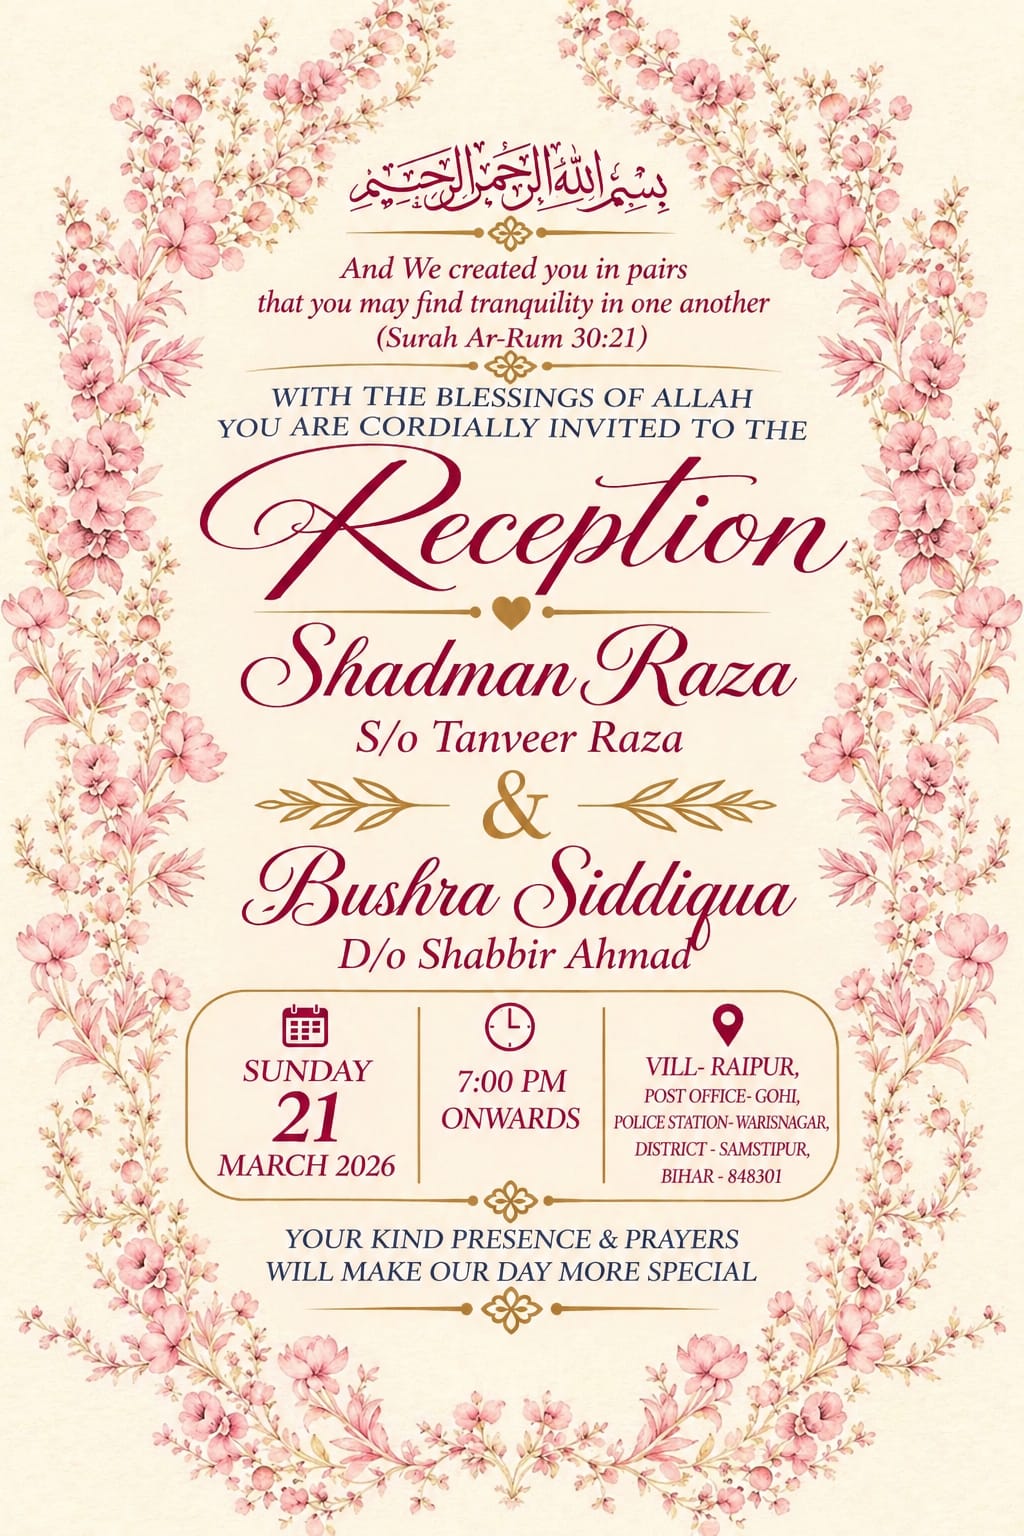 بسم الله الرحمن الرحيم
And We created you in pairs
that you may find tranquility in one another
(Surah Ar-Rum 30:21)
WITH THE BLESSINGS OF ALLAH
YOU ARE CORDIALLY INVITED TO THE
Reception
Shadman Raza
S/o Tanveer Raza
&
Bushra Siddiqua
D/o Shabbir Ahmad
SUNDAY
21
MARCH 2026
7:00 PM
ONWARDS
VILL- RAIPUR,
POST OFFICE- GOHI,
POLICE STATION- WARISNAGAR,
DISTRICT - SAMSTIPUR,
BIHAR - 848301
YOUR KIND PRESENCE & PRAYERS
WILL MAKE OUR DAY MORE SPECIAL